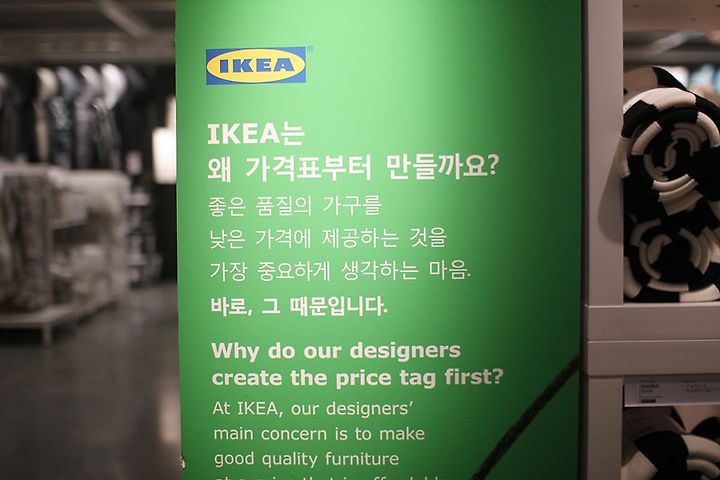 IKEA
IKEA는
왜 가격표부터 만들까요?
좋은 품질의 가구를
낮은 가격에 제공하는 것을
가장 중요하게 생각하는 마음.
바로, 그 때문입니다.
Why do our designers
create the price tag first?
At IKEA, our designers'
main concern is to make
good quality furniture